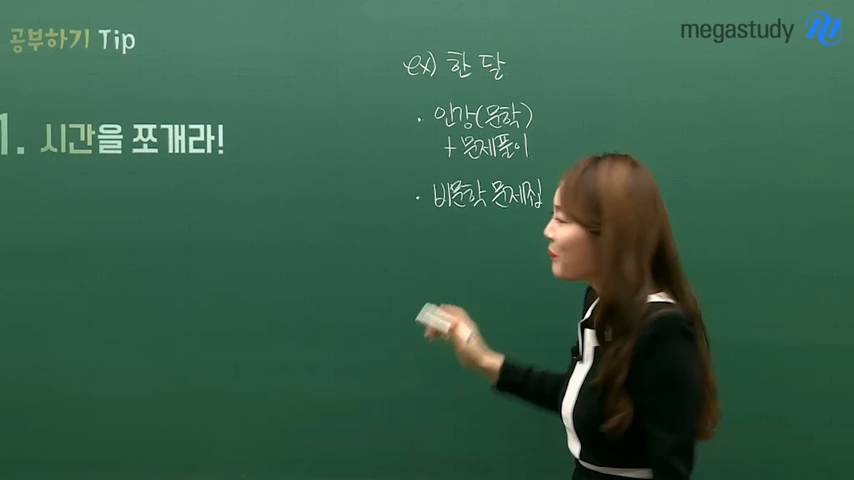 공부하기 Tip
megastudy
1. 시간을 쪼개라!
ex) 한 달
· 인강(문학)
+ 문제풀이
· 비문학 문제집